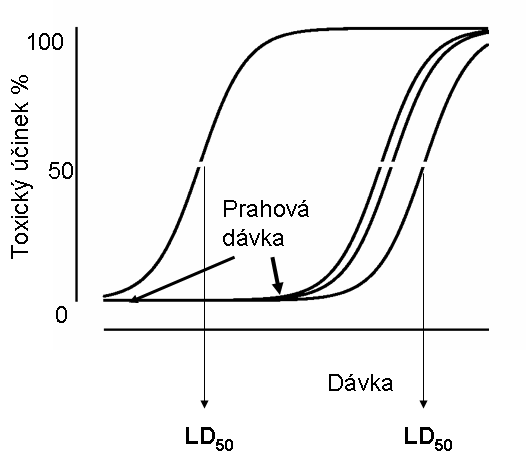 Toxický účinek %
100
50
0
Prahová
dávka
Dávka
LD50
LD50